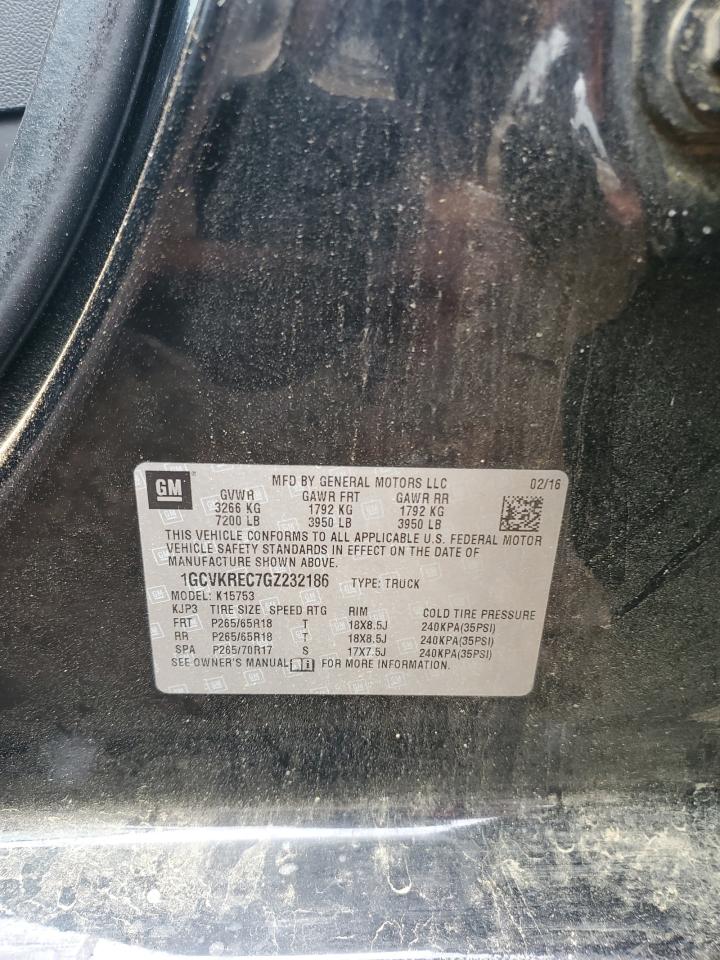 GM
MFD BY GENERAL MOTORS LLC 02/16
GVWR GAWR FRT GAWR RR
3266 KG 1792 KG 1792 KG
7200 LB 3950 LB 3950 LB
THIS VEHICLE CONFORMS TO ALL APPLICABLE U.S. FEDERAL MOTOR
VEHICLE SAFETY STANDARDS IN EFFECT ON THE DATE OF
MANUFACTURE SHOWN ABOVE.
1GCVKREC7GZ232186 TYPE: TRUCK
MODEL: K15753
KJP3 TIRE SIZE SPEED RTG RIM COLD TIRE PRESSURE
FRT P265/65R18 T 18X8.5J 240KPA(35PSI)
RR P265/65R18 T 18X8.5J 240KPA(35PSI)
SPA P265/70R17 S 17X7.5J 240KPA(35PSI)
SEE OWNER'S MANUAL FOR MORE INFORMATION.